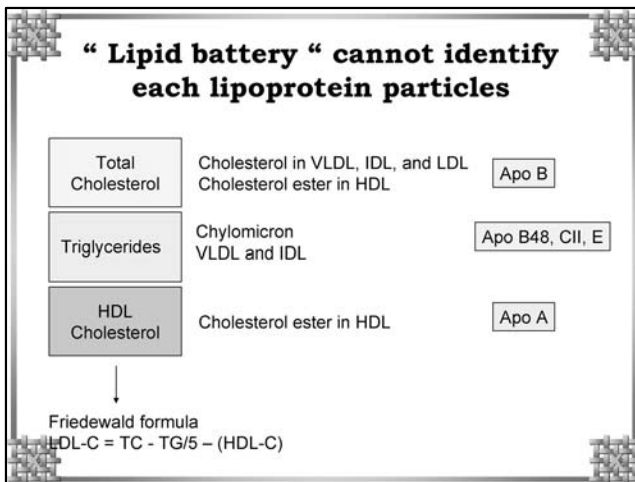 “ Lipid battery “ cannot identify
each lipoprotein particles
Total
Cholesterol
Cholesterol in VLDL, IDL, and LDL
Cholesterol ester in HDL
Apo B
Triglycerides
Chylomicron
VLDL and IDL
Apo B48, CII, E
HDL
Cholesterol
Cholesterol ester in HDL
Apo A
Friedewald formula
LDL-C = TC - TG/5 – (HDL-C)